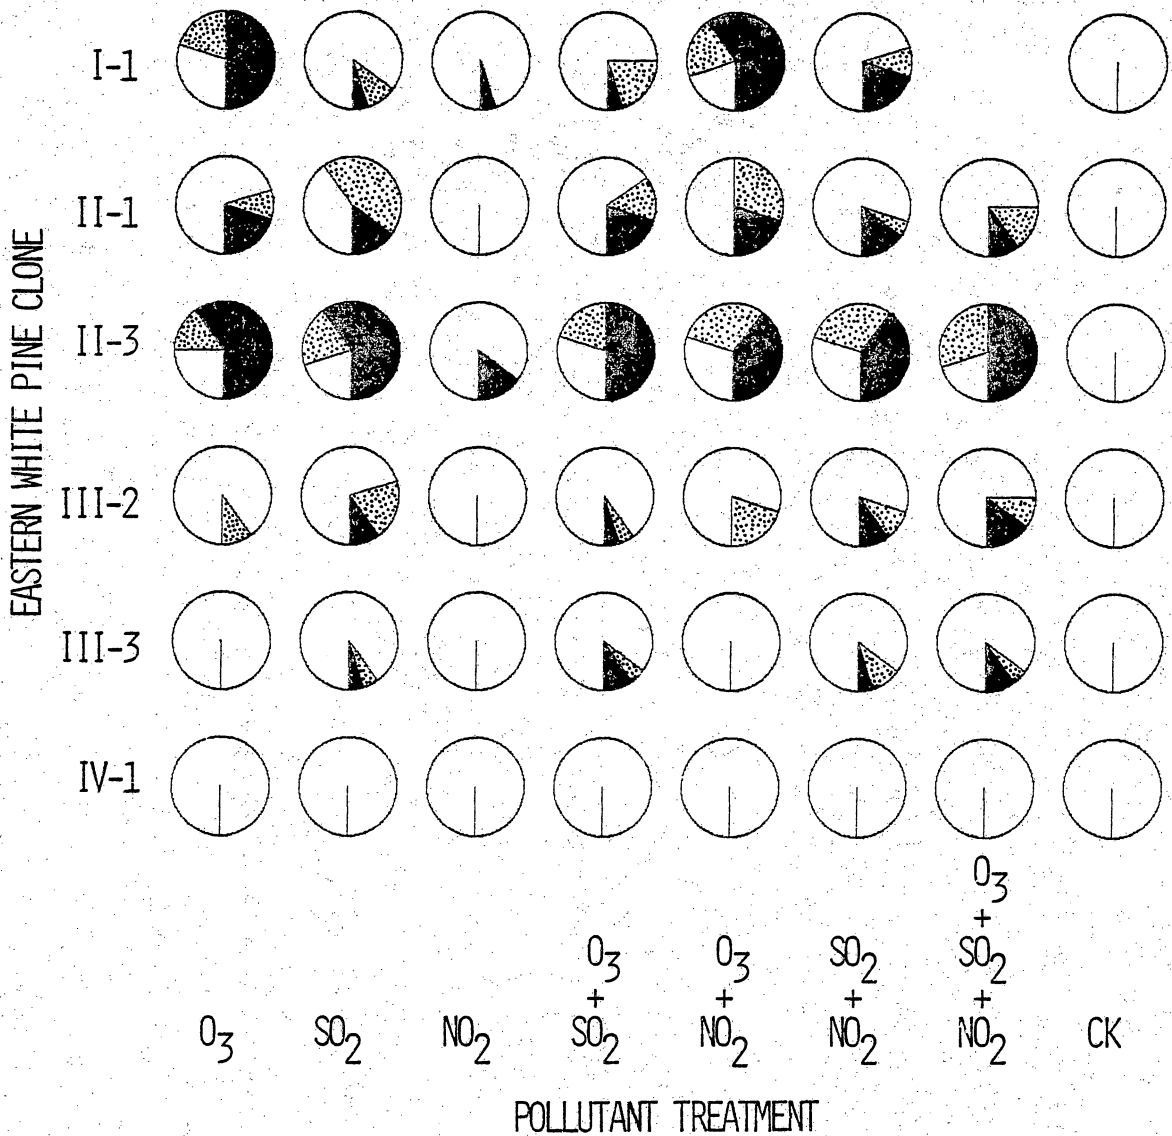 EASTERN WHITE PINE CLONE
I-1
II-1
II-3
III-2
III-3
IV-1
O3
SO2
NO2
O3 + SO2
O3 + NO2
SO2 + NO2
O3 + SO2 + NO2
CK
POLLUTANT TREATMENT